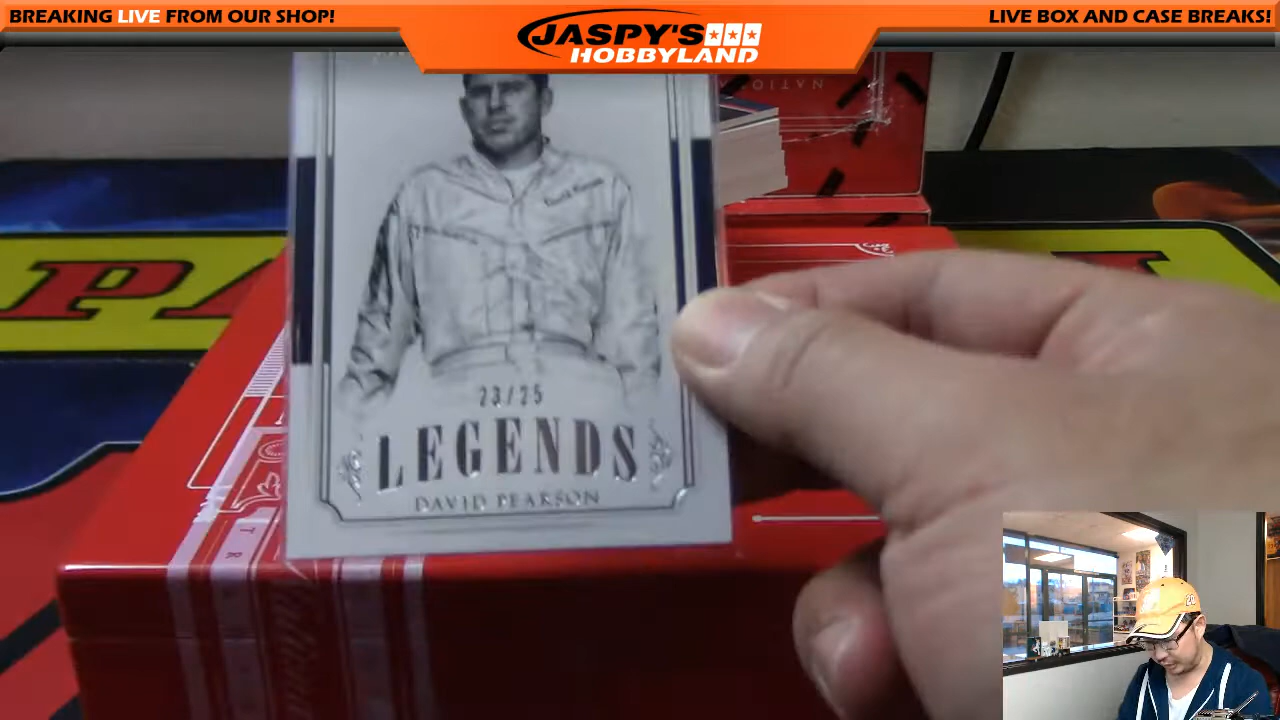 BREAKING LIVE FROM OUR SHOP!
JASPY'S
HOBBYLAND
LIVE BOX AND CASE BREAKS!
23/25
LEGENDS
DAVID PEARSON